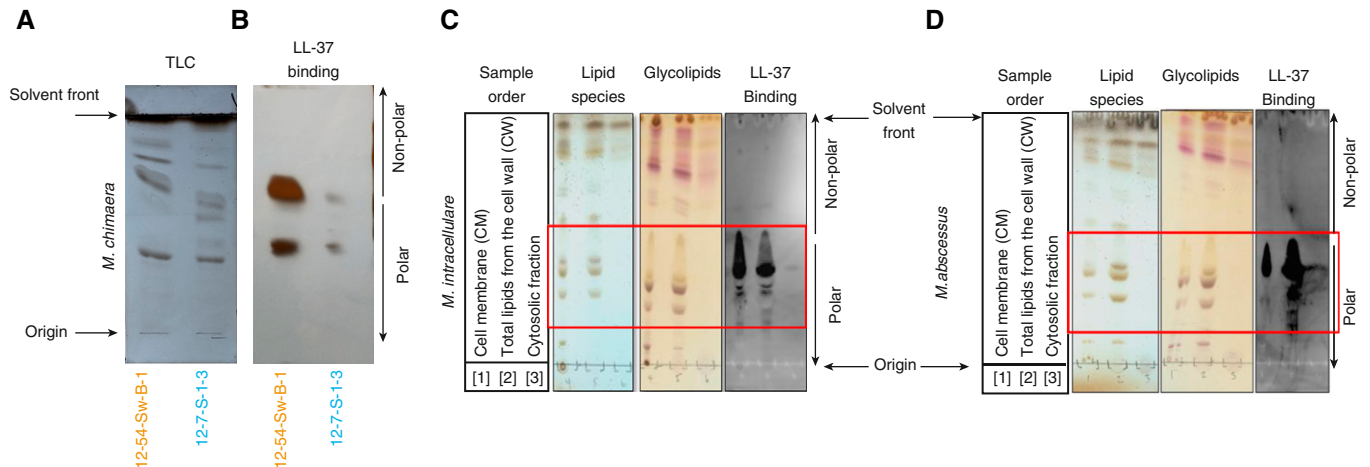 A
TLC
Solvent front
M. chimaera
Origin
12-54-Sw-B-1
12-7-S-1-3
B
LL-37
binding
Non-polar
Polar
12-54-Sw-B-1
12-7-S-1-3
C
Sample
order
Lipid
species
Glycolipids
LL-37
Binding
M. intracellulare
Cell membrane (CM)
Total lipids from the cell wall (CW)
Cytosolic fraction
[1] [2] [3]
Non-polar
Polar
Solvent
front
Origin
D
Sample
order
Lipid
species
Glycolipids
LL-37
Binding
M.abscessus
Cell membrane (CM)
Total lipids from the cell wall (CW)
Cytosolic fraction
[1] [2] [3]
Non-polar
Polar